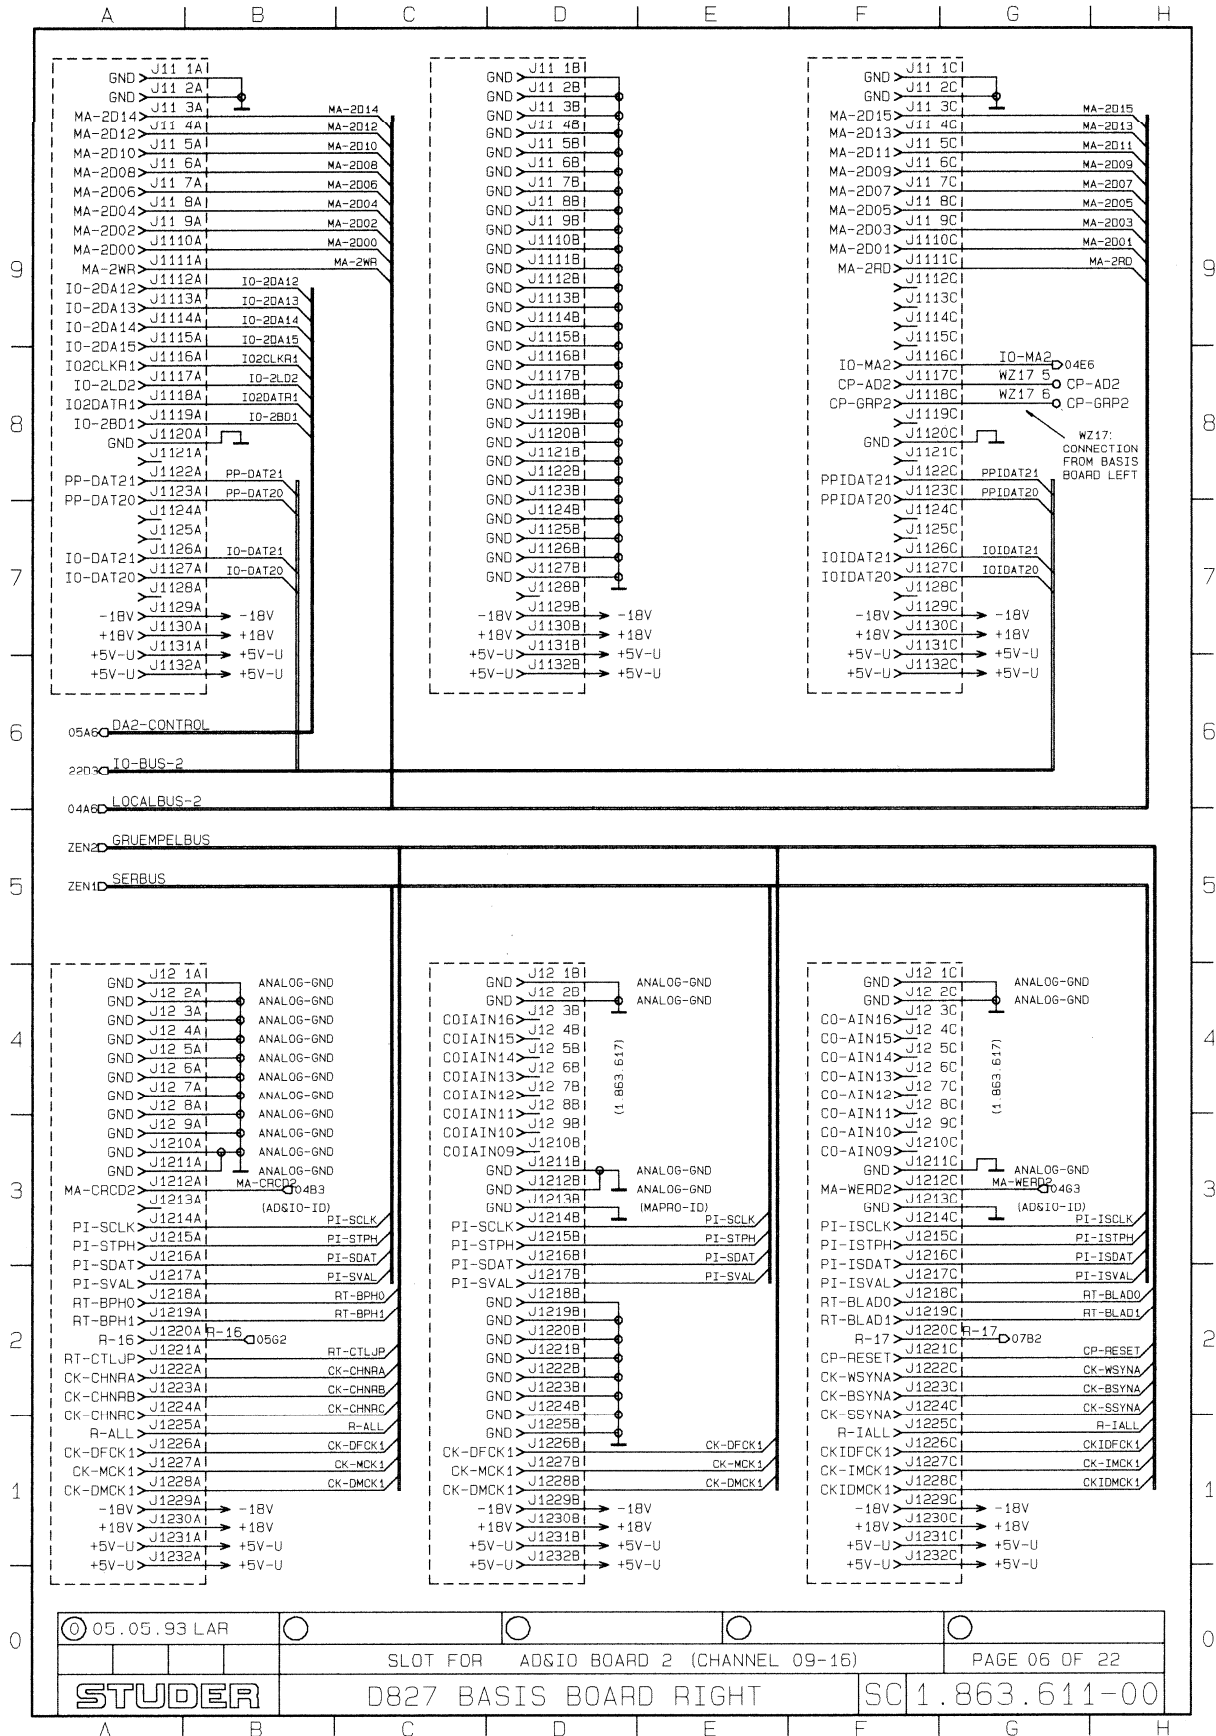 A B C D E F G H
J11 1A
GND
J11 2A
GND
J11 3A
MA-2D14 MA-2D14
J11 4A
MA-2D12 MA-2D12
J11 5A
MA-2D10 MA-2D10
J11 6A
MA-2D08 MA-2D08
J11 7A
MA-2D06 MA-2D06
J11 8A
MA-2D04 MA-2D04
J11 9A
MA-2D02 MA-2D02
J1110A
MA-2D00 MA-2D00
J1111A
MA-2WR MA-2WR
J1112A
IO-2DA12 IO-2DA12
J1113A
IO-2DA13 IO-2DA13
J1114A
IO-2DA14 IO-2DA14
J1115A
IO-2DA15 IO-2DA15
J1116A
IO2CLKR1 IO2CLKR1
J1117A
IO-2LD2 IO-2LD2
J1118A
IO2DATR1 IO2DATR1
J1119A
IO-2BD1 IO-2BD1
J1120A
GND
J1121A
J1122A
PP-DAT21 PP-DAT21
J1123A
PP-DAT20 PP-DAT20
J1124A
J1125A
J1126A
IO-DAT21 IO-DAT21
J1127A
IO-DAT20 IO-DAT20
J1128A
J1129A
-18V -18V
J1130A
+18V +18V
J1131A
+5V-U +5V-U
J1132A
+5V-U +5V-U
J11 1B
GND
J11 2B
GND
J11 3B
GND
J11 4B
GND
J11 5B
GND
J11 6B
GND
J11 7B
GND
J11 8B
GND
J11 9B
GND
J1110B
GND
J1111B
GND
J1112B
GND
J1113B
GND
J1114B
GND
J1115B
GND
J1116B
GND
J1117B
GND
J1118B
GND
J1119B
GND
J1120B
GND
J1121B
GND
J1122B
GND
J1123B
GND
J1124B
GND
J1125B
GND
J1126B
GND
J1127B
GND
J1128B
J1129B
-18V -18V
J1130B
+18V +18V
J1131B
+5V-U +5V-U
J1132B
+5V-U +5V-U
J11 1C
GND
J11 2C
GND
J11 3C
MA-2D15 MA-2D15
J11 4C
MA-2D13 MA-2D13
J11 5C
MA-2D11 MA-2D11
J11 6C
MA-2D09 MA-2D09
J11 7C
MA-2D07 MA-2D07
J11 8C
MA-2D05 MA-2D05
J11 9C
MA-2D03 MA-2D03
J1110C
MA-2D01 MA-2D01
J1111C
MA-2RD MA-2RD
J1112C
J1113C
J1114C
J1115C
J1116C
IO-MA2 IO-MA2 04E6
J1117C
CP-AD2 WZ17 5 CP-AD2
J1118C
CP-GRP2 WZ17 6 CP-GRP2
J1119C
J1120C
GND
WZ17:
CONNECTION
FROM BASIS
BOARD LEFT
J1121C
J1122C
PPIDAT21 PPIDAT21
J1123C
PPIDAT20 PPIDAT20
J1124C
J1125C
J1126C
IOIDAT21 IOIDAT21
J1127C
IOIDAT20 IOIDAT20
J1128C
J1129C
-18V -18V
J1130C
+18V +18V
J1131C
+5V-U +5V-U
J1132C
+5V-U +5V-U
9 9
8 8
7 7
6 6
05A6 DA2-CONTROL
22D3 IO-BUS-2
04A6 LOCALBUS-2
ZEN2 GRUEMPELBUS
ZEN1 SERBUS
5 5
J12 1A
GND ANALOG-GND
J12 2A
GND ANALOG-GND
J12 3A
GND ANALOG-GND
J12 4A
GND ANALOG-GND
J12 5A
GND ANALOG-GND
J12 6A
GND ANALOG-GND
J12 7A
GND ANALOG-GND
J12 8A
GND ANALOG-GND
J12 9A
GND ANALOG-GND
J1210A
GND ANALOG-GND
J1211A
GND ANALOG-GND
J1212A
MA-CRCD2 MA-CRCD2 04B3
J1213A
(AD&IO-ID)
J1214A
PI-SCLK PI-SCLK
J1215A
PI-STPH PI-STPH
J1216A
PI-SDAT PI-SDAT
J1217A
PI-SVAL PI-SVAL
J1218A
RT-BPH0 RT-BPH0
J1219A
RT-BPH1 RT-BPH1
J1220A
R-16 R-16 05G2
J1221A
RT-CTLJP RT-CTLJP
J1222A
CK-CHNRA CK-CHNRA
J1223A
CK-CHNRB CK-CHNRB
J1224A
CK-CHNRC CK-CHNRC
J1225A
R-ALL R-ALL
J1226A
CK-DFCK1 CK-DFCK1
J1227A
CK-MCK1 CK-MCK1
J1228A
CK-DMCK1 CK-DMCK1
J1229A
-18V -18V
J1230A
+18V +18V
J1231A
+5V-U +5V-U
J1232A
+5V-U +5V-U
J12 1B
GND ANALOG-GND
J12 2B
GND ANALOG-GND
J12 3B
COIAIN16
J12 4B
COIAIN15
J12 5B
COIAIN14
J12 6B
COIAIN13
J12 7B
COIAIN12
J12 8B
COIAIN11
J12 9B
COIAIN10
J1210B
COIAIN09
(1.863.617)
J1211B
GND ANALOG-GND
J1212B
GND ANALOG-GND
J1213B
GND (MAPRO-ID)
J1214B
PI-SCLK PI-SCLK
J1215B
PI-STPH PI-STPH
J1216B
PI-SDAT PI-SDAT
J1217B
PI-SVAL PI-SVAL
J1218B
GND
J1219B
GND
J1220B
GND
J1221B
GND
J1222B
GND
J1223B
GND
J1224B
GND
J1225B
GND
J1226B
CK-DFCK1 CK-DFCK1
J1227B
CK-MCK1 CK-MCK1
J1228B
CK-DMCK1 CK-DMCK1
J1229B
-18V -18V
J1230B
+18V +18V
J1231B
+5V-U +5V-U
J1232B
+5V-U +5V-U
J12 1C
GND ANALOG-GND
J12 2C
GND ANALOG-GND
J12 3C
CO-AIN16
J12 4C
CO-AIN15
J12 5C
CO-AIN14
J12 6C
CO-AIN13
J12 7C
CO-AIN12
J12 8C
CO-AIN11
J12 9C
CO-AIN10
J1210C
CO-AIN09
(1.863.617)
J1211C
GND ANALOG-GND
J1212C
MA-WERD2 MA-WERD2 04G3
J1213C
GND (AD&IO-ID)
J1214C
PI-ISCLK PI-ISCLK
J1215C
PI-ISTPH PI-ISTPH
J1216C
PI-ISDAT PI-ISDAT
J1217C
PI-ISVAL PI-ISVAL
J1218C
RT-BLAD0 RT-BLAD0
J1219C
RT-BLAD1 RT-BLAD1
J1220C
R-17 R-17 07B2
J1221C
CP-RESET CP-RESET
J1222C
CK-WSYNA CK-WSYNA
J1223C
CK-BSYNA CK-BSYNA
J1224C
CK-SSYNA CK-SSYNA
J1225C
R-IALL R-IALL
J1226C
CKIDFCK1 CKIDFCK1
J1227C
CK-IMCK1 CK-IMCK1
J1228C
CKIDMCK1 CKIDMCK1
J1229C
-18V -18V
J1230C
+18V +18V
J1231C
+5V-U +5V-U
J1232C
+5V-U +5V-U
4 4
3 3
2 2
1 1
0 0
0 05.05.93 LAR
SLOT FOR AD&IO BOARD 2 (CHANNEL 09-16) PAGE 06 OF 22
STUDER D827 BASIS BOARD RIGHT SC 1.863.611-00
A B C D E F G H